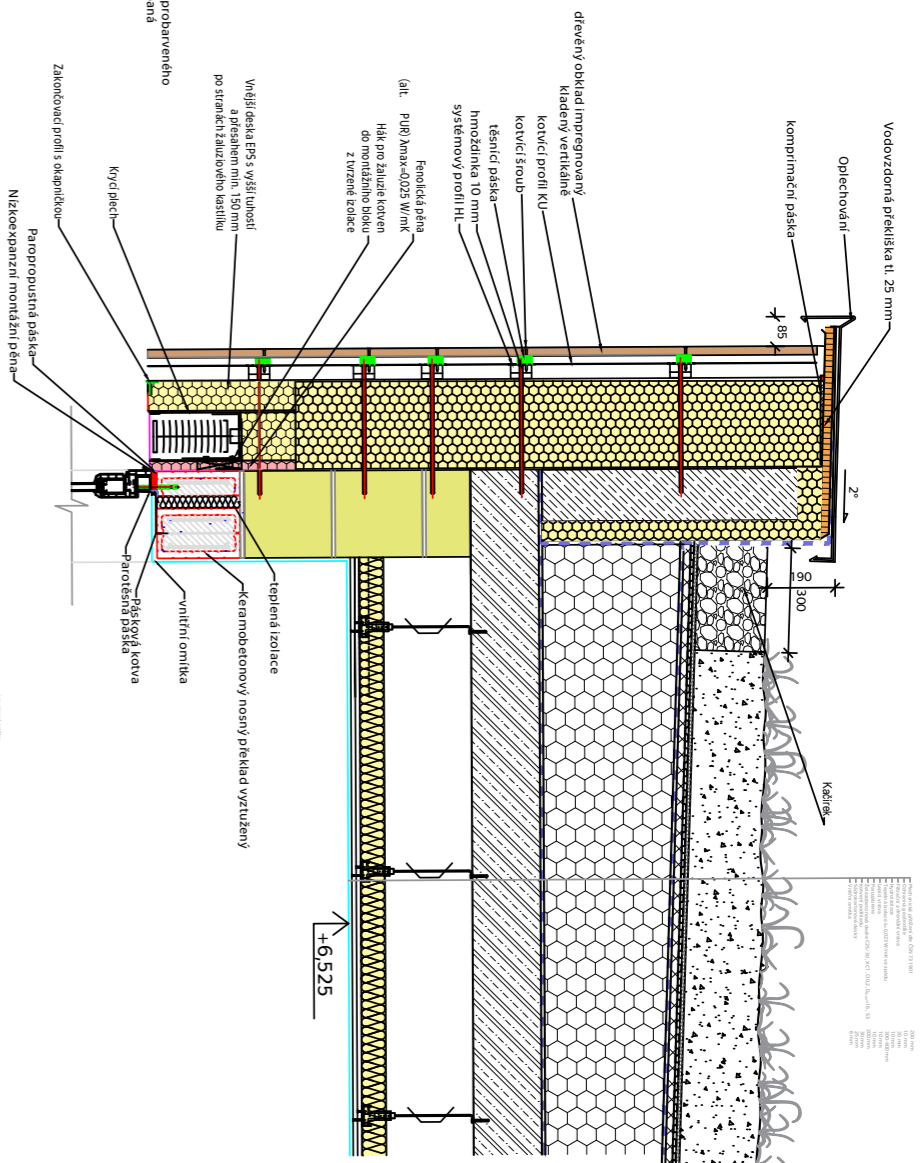 probarveného
aná
Zakončovací profil s okapničkou
Nízkoexpanzní montážní pěna
Paropropustná páska
Krycí plech
Vnější deska EPS s vyšší tuhostí
a přesahem min. 150 mm
po stranách žaluziového kastlíku
Hák pro žaluzie kotven
do montážního bloku
z tvrzené izolace
Fenolická pěna
(alt. PUR) λmax=0,025 W/mK
systémový profil HL
hmoždinka 10 mm
těsnící páska
kotvící šroub
kotvící profil KU
dřevěný obklad impregnovaný
kladený vertikálně
komprimační páska
Oplechování
Vodovzdorná překližka tl. 25 mm
85
2°
190
300
Kačírek
teplená izolace
Keramobetonový nosný překlad vyztužený
vnitřní omítka
Pásková kotva
Parotěsná páska
+6,525